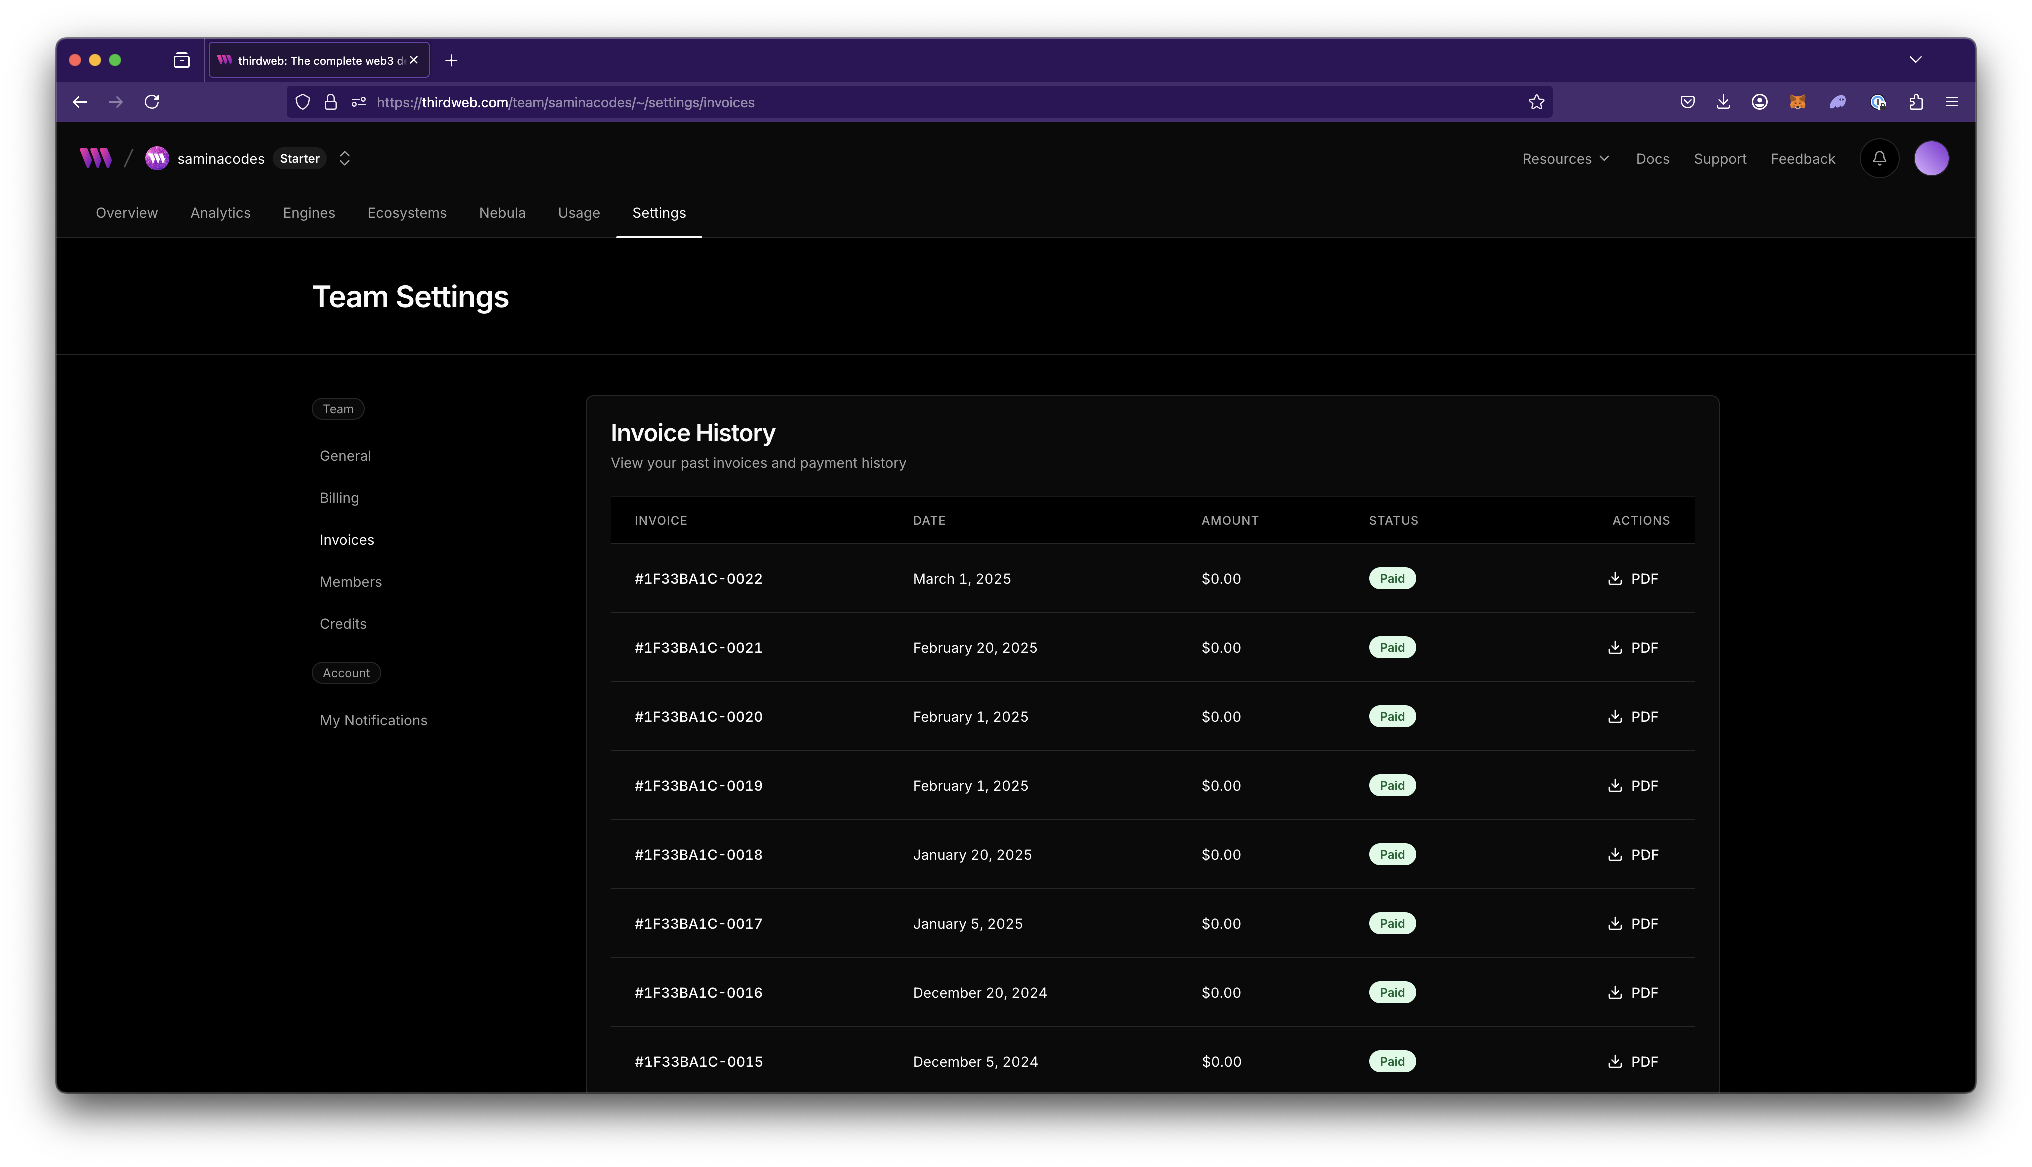 thirdweb: The complete web3 d
https://thirdweb.com/team/saminacodes/~/settings/invoices
/ saminacodes Starter
Resources Docs Support Feedback
Overview Analytics Engines Ecosystems Nebula Usage Settings
Team Settings
Team
General
Billing
Invoices
Members
Credits
Account
My Notifications
Invoice History
View your past invoices and payment history
INVOICE DATE AMOUNT STATUS ACTIONS
#1F33BA1C-0022 March 1, 2025 $0.00 Paid PDF
#1F33BA1C-0021 February 20, 2025 $0.00 Paid PDF
#1F33BA1C-0020 February 1, 2025 $0.00 Paid PDF
#1F33BA1C-0019 February 1, 2025 $0.00 Paid PDF
#1F33BA1C-0018 January 20, 2025 $0.00 Paid PDF
#1F33BA1C-0017 January 5, 2025 $0.00 Paid PDF
#1F33BA1C-0016 December 20, 2024 $0.00 Paid PDF
#1F33BA1C-0015 December 5, 2024 $0.00 Paid PDF